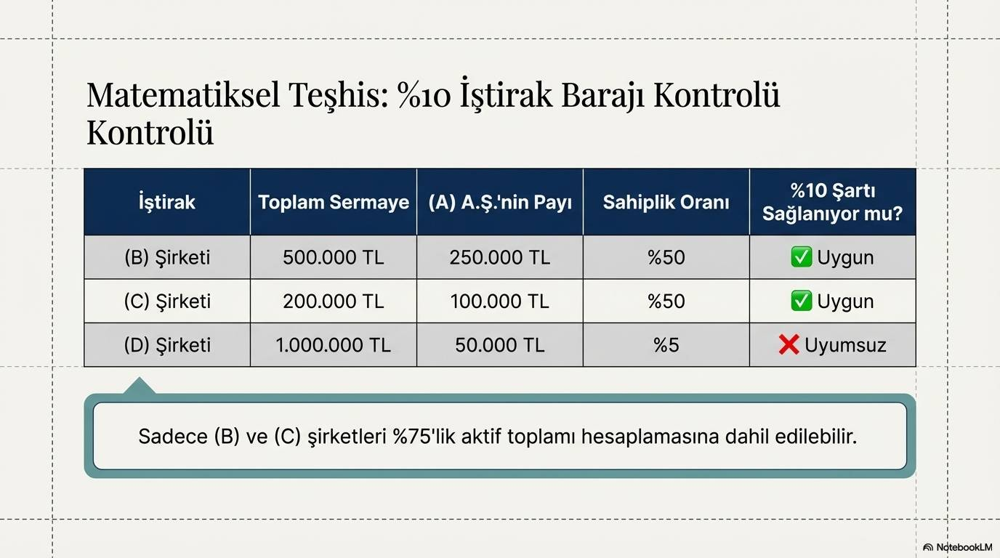 Matematiksel Teşhis: %10 İştirak Barajı Kontrolü
Kontrolü
İştirak
Toplam Sermaye
(A) A.Ş.'nin Payı
Sahiplik Oranı
%10 Şartı
Sağlanıyor mu?
(B) Şirketi
500.000 TL
250.000 TL
%50
✅ Uygun
(C) Şirketi
200.000 TL
100.000 TL
%50
✅ Uygun
(D) Şirketi
1.000.000 TL
50.000 TL
%5
❌ Uyumsuz
Sadece (B) ve (C) şirketleri %75'lik aktif toplamı hesaplamasına dahil edilebilir.
NotebookLM